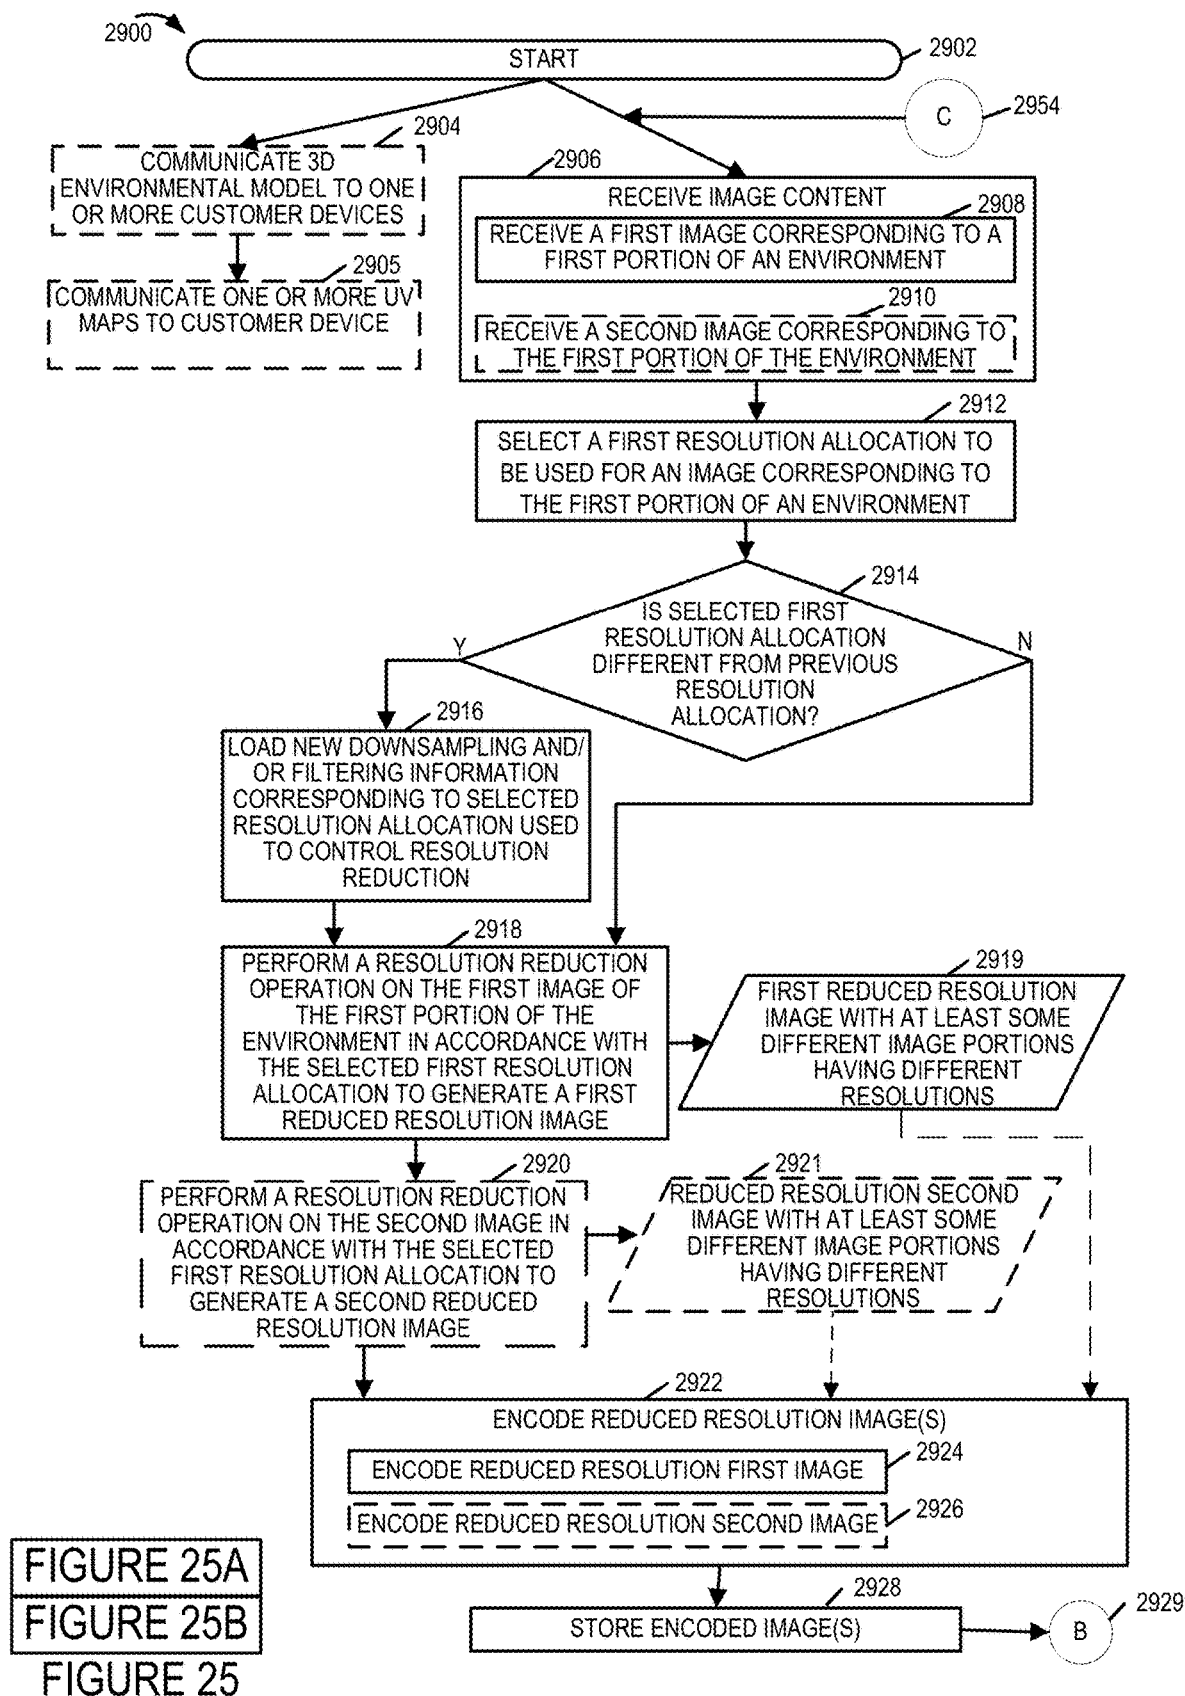 2900
START
2902
C
2954
2904
COMMUNICATE 3D
ENVIRONMENTAL MODEL TO ONE
OR MORE CUSTOMER DEVICES
2905
COMMUNICATE ONE OR MORE UV
MAPS TO CUSTOMER DEVICE
2906
RECEIVE IMAGE CONTENT
2908
RECEIVE A FIRST IMAGE CORRESPONDING TO A
FIRST PORTION OF AN ENVIRONMENT
2910
RECEIVE A SECOND IMAGE CORRESPONDING TO
THE FIRST PORTION OF THE ENVIRONMENT
2912
SELECT A FIRST RESOLUTION ALLOCATION TO
BE USED FOR AN IMAGE CORRESPONDING TO
THE FIRST PORTION OF AN ENVIRONMENT
2914
IS SELECTED FIRST
RESOLUTION ALLOCATION
DIFFERENT FROM PREVIOUS
RESOLUTION
ALLOCATION?
Y
N
2916
LOAD NEW DOWNSAMPLING AND/
OR FILTERING INFORMATION
CORRESPONDING TO SELECTED
RESOLUTION ALLOCATION USED
TO CONTROL RESOLUTION
REDUCTION
2918
PERFORM A RESOLUTION REDUCTION
OPERATION ON THE FIRST IMAGE OF
THE FIRST PORTION OF THE
ENVIRONMENT IN ACCORDANCE WITH
THE SELECTED FIRST RESOLUTION
ALLOCATION TO GENERATE A FIRST
REDUCED RESOLUTION IMAGE
2919
FIRST REDUCED RESOLUTION
IMAGE WITH AT LEAST SOME
DIFFERENT IMAGE PORTIONS
HAVING DIFFERENT
RESOLUTIONS
2920
PERFORM A RESOLUTION REDUCTION
OPERATION ON THE SECOND IMAGE IN
ACCORDANCE WITH THE SELECTED
FIRST RESOLUTION ALLOCATION TO
GENERATE A SECOND REDUCED
RESOLUTION IMAGE
2921
REDUCED RESOLUTION SECOND
IMAGE WITH AT LEAST SOME
DIFFERENT IMAGE PORTIONS
HAVING DIFFERENT
RESOLUTIONS
2922
ENCODE REDUCED RESOLUTION IMAGE(S)
2924
ENCODE REDUCED RESOLUTION FIRST IMAGE
2926
ENCODE REDUCED RESOLUTION SECOND IMAGE
2928
STORE ENCODED IMAGE(S)
B
2929
FIGURE 25A
FIGURE 25B
FIGURE 25